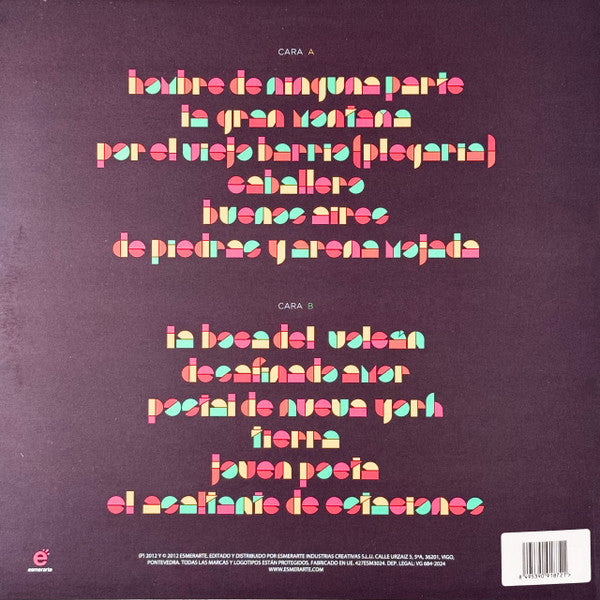 CARA A
hombre de ninguna parte
la gran montaña
por el viejo barrio (plegaria)
caballero
buenos aires
de piedras y arena mojada
CARA B
la boca del volcán
desafinado amor
postal de nueva york
tierra
joven poeta
el asaltante de estaciones
é
esmerarte
(P) 2012 Y © 2012 ESMERARTE. EDITADO Y DISTRIBUIDO POR ESMERARTE INDUSTRIAS CREATIVAS S.L.U. CALLE URZAIZ 5, 5ºA, 36201, VIGO,
PONTEVEDRA. TODAS LAS MARCAS Y LOGOTIPOS ESTÁN PROTEGIDOS. FABRICADO EN UE. 427ESM3024. DEP. LEGAL: VG 684-2024
WWW.ESMERARTE.COM
8 495390 918721 >